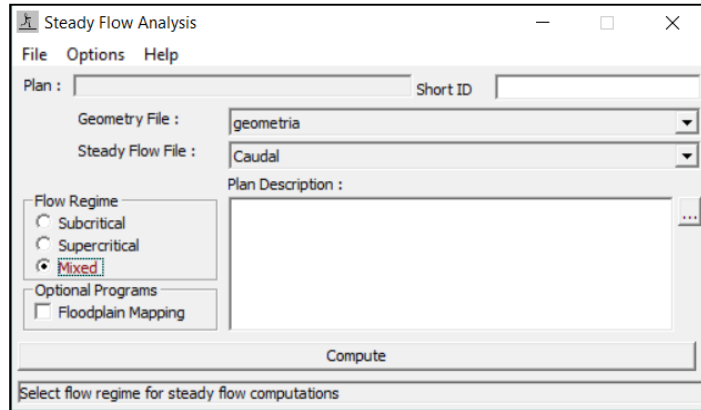 Steady Flow Analysis
File Options Help
Plan : Short ID
Geometry File : geometria
Steady Flow File : Caudal
Plan Description :
Flow Regime
Subcritical
Supercritical
Mixed
...
Optional Programs
Floodplain Mapping
Compute
Select flow regime for steady flow computations